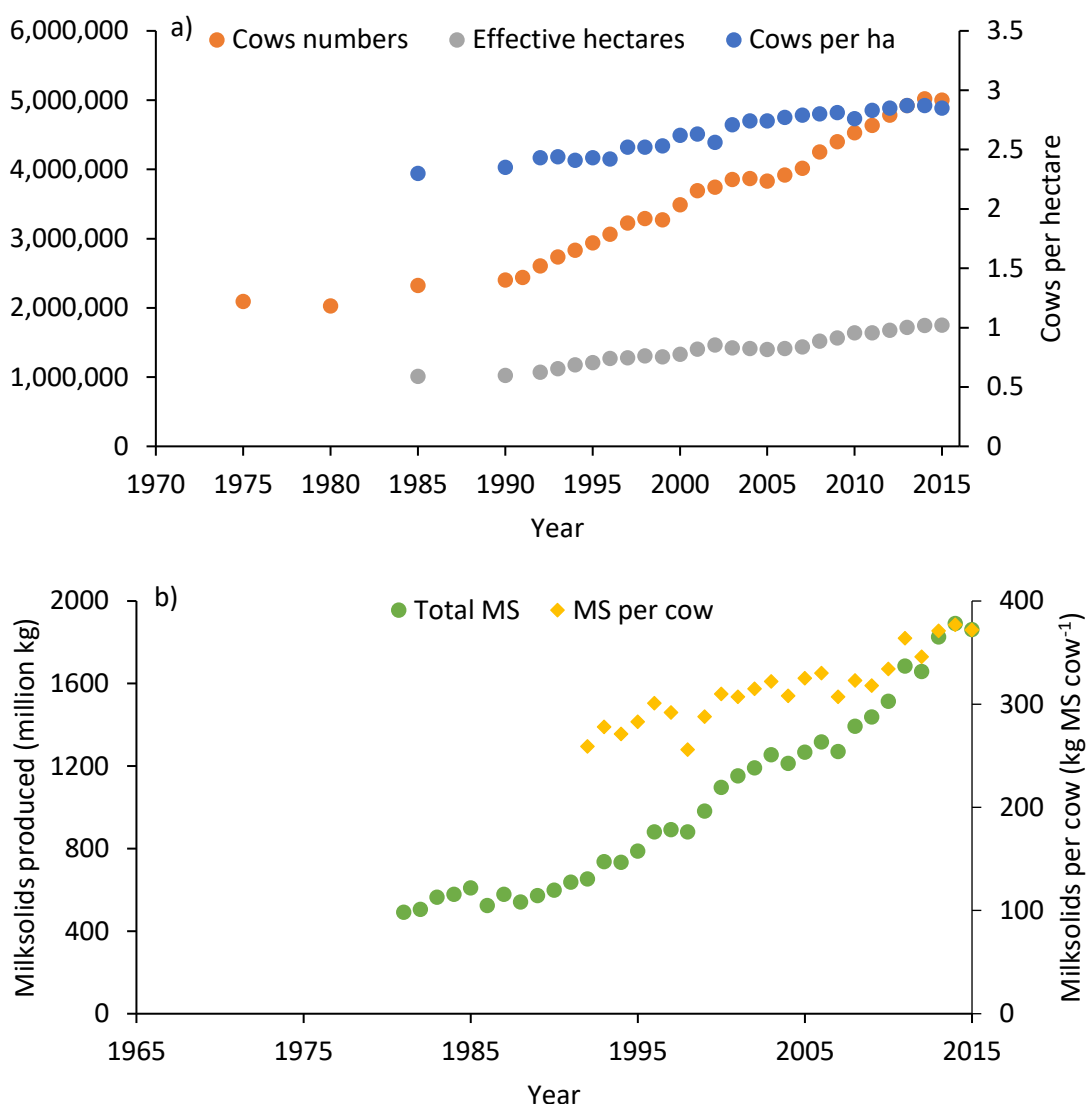 a) Cows numbers Effective hectares Cows per ha
6,000,000
5,000,000
4,000,000
3,000,000
2,000,000
1,000,000
0
3.5
3
2.5
2
1.5
1
0.5
0
Cows per hectare
1970 1975 1980 1985 1990 1995 2000 2005 2010 2015
Year
b) Total MS MS per cow
Milksolids produced (million kg)
2000
1600
1200
800
400
0
400
300
200
100
0
Milksolids per cow (kg MS cow⁻¹)
1965 1975 1985 1995 2005 2015
Year